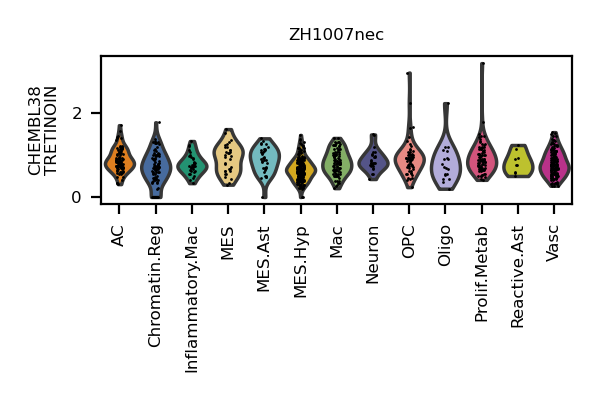 ZH1007nec
CHEMBL38
TRETINOIN
2
0
AC
Chromatin.Reg
Inflammatory.Mac
MES
MES.Ast
MES.Hyp
Mac
Neuron
OPC
Oligo
Prolif.Metab
Reactive.Ast
Vasc